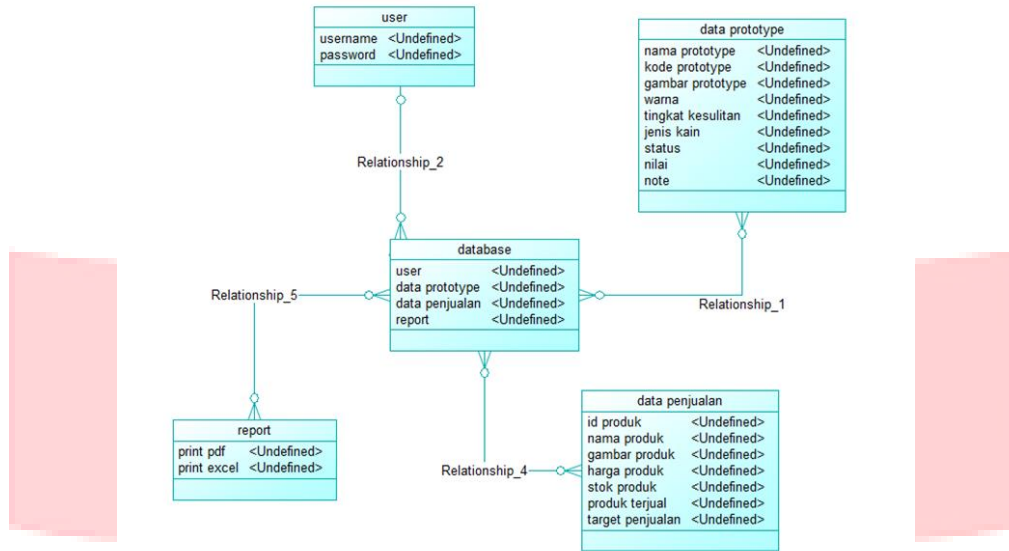 user
username <Undefined>
password <Undefined>
data prototype
nama prototype <Undefined>
kode prototype <Undefined>
gambar prototype <Undefined>
warna <Undefined>
tingkat kesulitan <Undefined>
jenis kain <Undefined>
status <Undefined>
nilai <Undefined>
note <Undefined>
Relationship_2
database
user <Undefined>
data prototype <Undefined>
data penjualan <Undefined>
report <Undefined>
Relationship_5
Relationship_1
report
print pdf <Undefined>
print excel <Undefined>
Relationship_4
data penjualan
id produk <Undefined>
nama produk <Undefined>
gambar produk <Undefined>
harga produk <Undefined>
stok produk <Undefined>
produk terjual <Undefined>
target penjualan <Undefined>